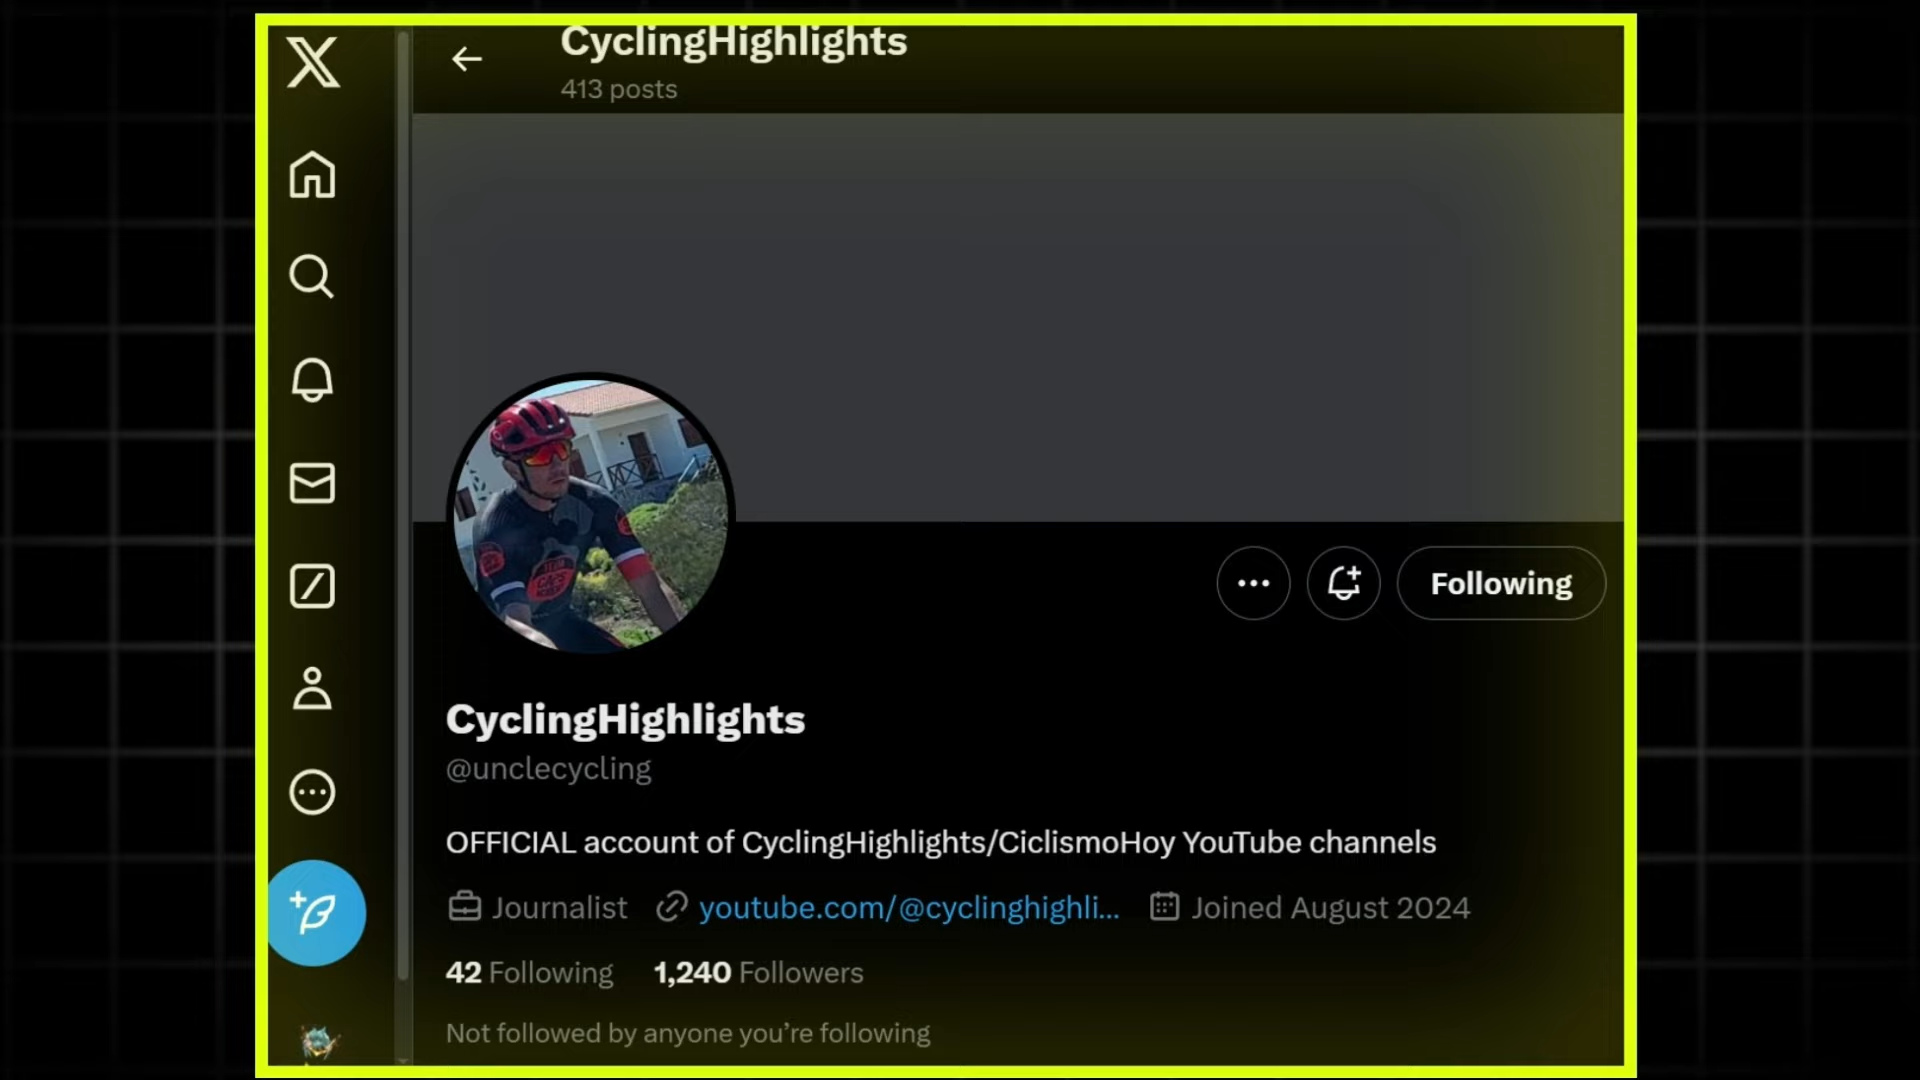 CyclingHighlights
413 posts
Following
CyclingHighlights
@unclecycling
OFFICIAL account of CyclingHighlights/CiclismoHoy YouTube channels
Journalist youtube.com/@cyclinghighli... Joined August 2024
42 Following 1,240 Followers
Not followed by anyone you’re following